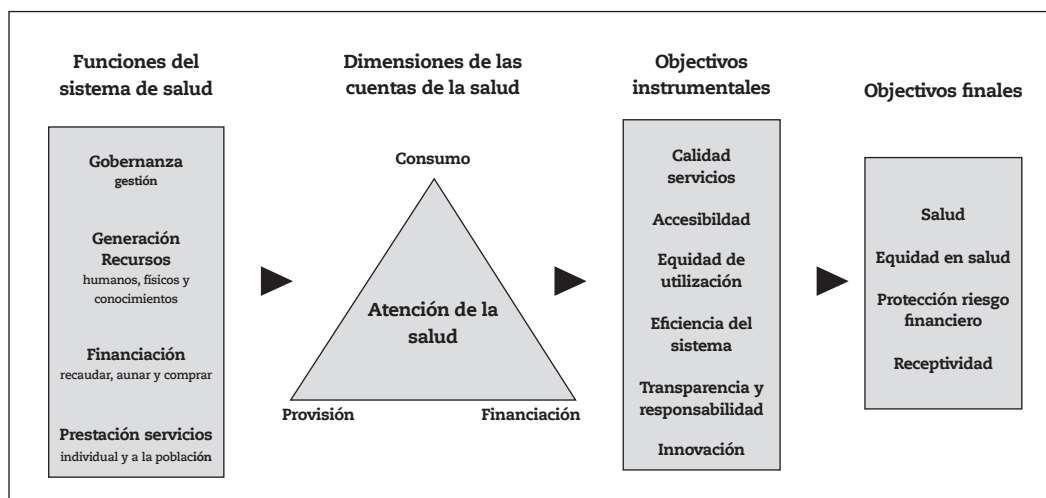 Funciones del
sistema de salud
Gobernanza
gestión
Generación
Recursos
humanos, físicos y
conocimientos
Financiación
recaudar, aunar y comprar
Prestación servicios
individual y a la población
Dimensiones de las
cuentas de la salud
Consumo
Atención de la
salud
Provisión
Financiación
Objectivos
instrumentales
Calidad
servicios
Accesibildad
Equidad de
utilización
Eficiencia del
sistema
Transparencia y
responsabilidad
Innovación
Objectivos finales
Salud
Equidad en salud
Protección riesgo
financiero
Receptividad